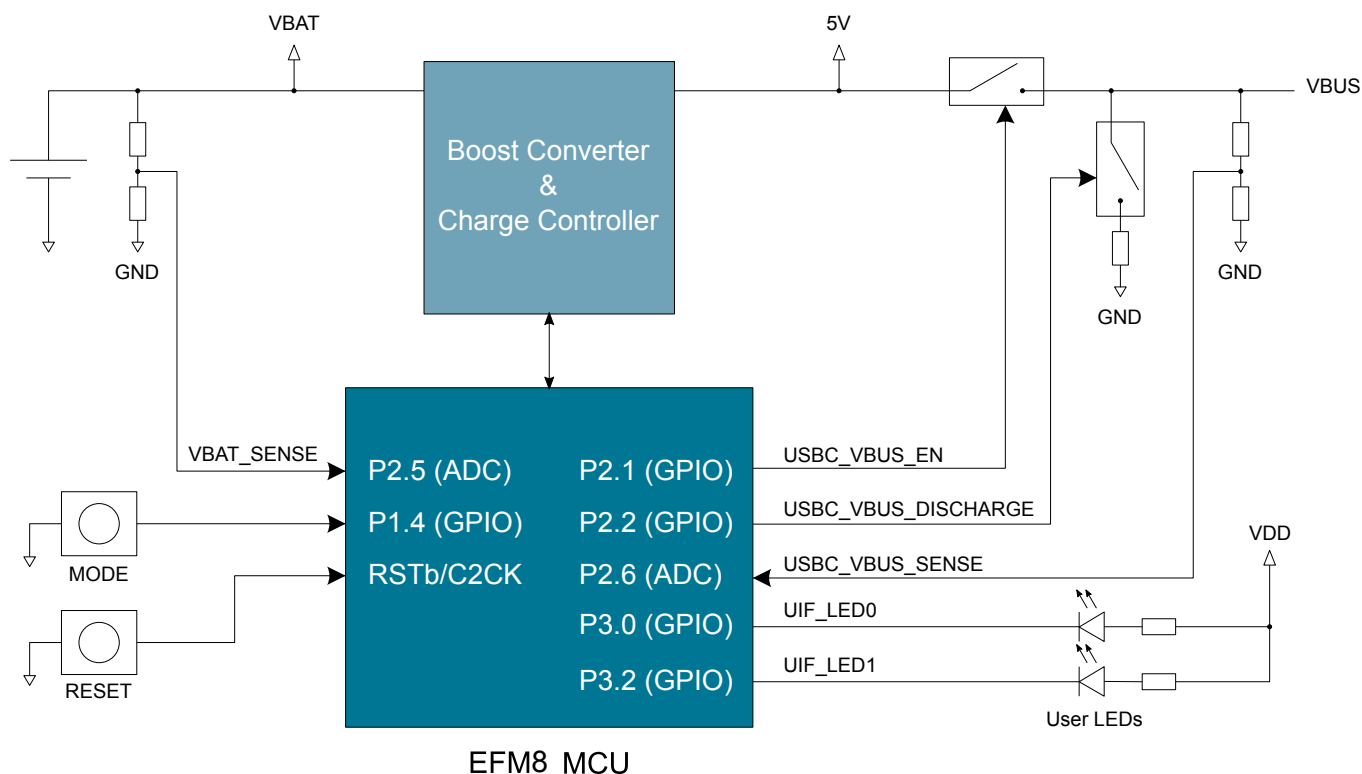 VBAT
5V
VBUS
Boost Converter
&
Charge Controller
GND
GND
GND
VBAT_SENSE
P2.5 (ADC)
P2.1 (GPIO)
USBC_VBUS_EN
P1.4 (GPIO)
P2.2 (GPIO)
USBC_VBUS_DISCHARGE
MODE
RSTb/C2CK
P2.6 (ADC)
USBC_VBUS_SENSE
VDD
P3.0 (GPIO)
UIF_LED0
RESET
P3.2 (GPIO)
UIF_LED1
User LEDs
EFM8 MCU